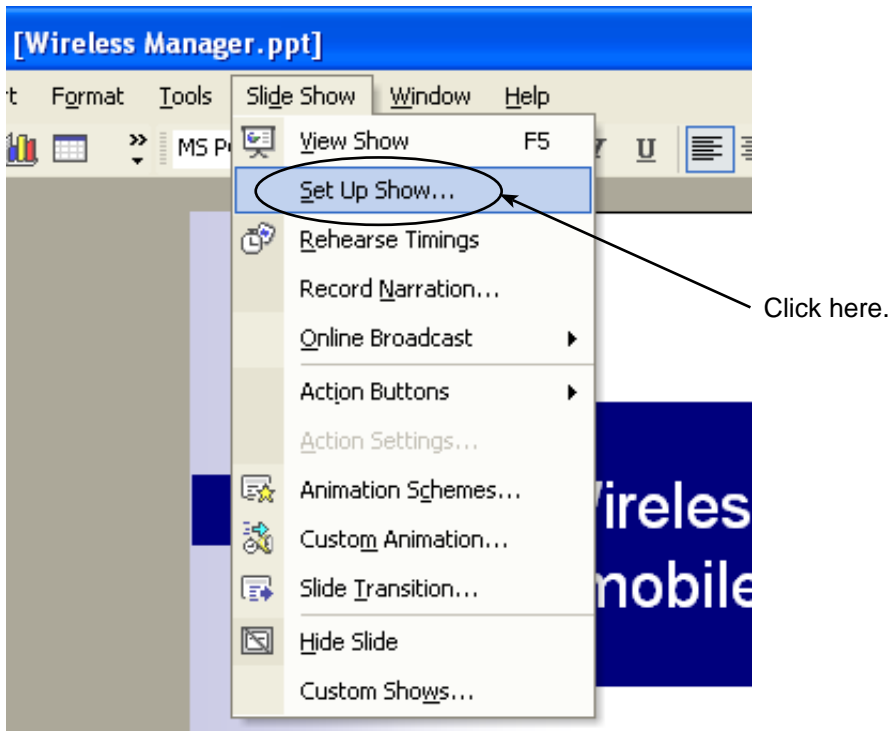 [Wireless Manager.ppt]
t Format Tools Slide Show Window Help
MS P U
View Show F5
Set Up Show...
Rehearse Timings
Record Narration...
Click here.
Online Broadcast
Action Buttons
Action Settings...
Animation Schemes...
ireles
Custom Animation...
mobile
Slide Transition...
Hide Slide
Custom Shows...